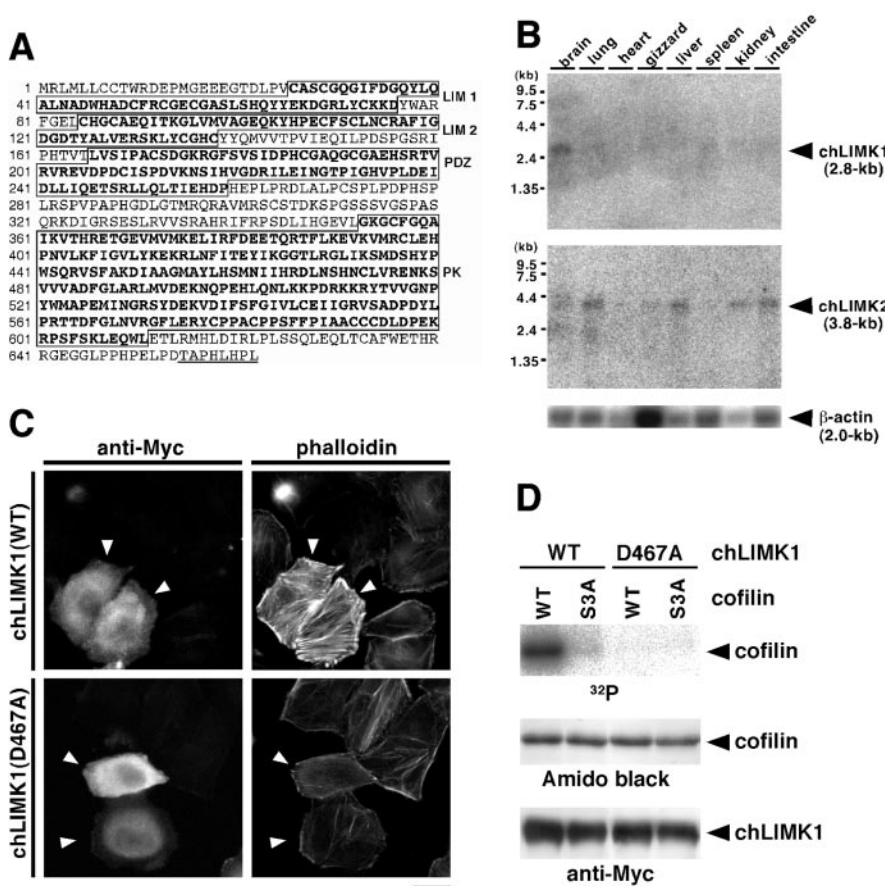 A
1 MRLMLLCCTWRDEPMGEEEGTDLPVCASCGQGIFDGQYLQ
LIM 1
41 ALNADWHADCFRCGECGASLSHQYYEKDGRLYCKKDYWAR
81 FGELCHGCAEQITKGLVMVAGEQKYHPECFSCLNCRAFIG
LIM 2
121 DGDTYALVERSKLYCGHCYYQMVVTPVIEQILPDSPGSRI
161 PHTVTLVSIPACSDGKRGFSVSIDPHCGAQGCGAEHSRTV
PDZ
201 RVREVDPDCISPDVKNSIHVGDRILEINGTPIGHVPLDEI
241 DLLIQETSRLLQLTIEHDPHEPLPRDLALPCSPLPDPHSP
281 LRSPVPAPHGDLGTMRQRAVMRSCSTDKSPGSSSVGSPAS
321 QRKDIGRSESLRVVSRAHRIFRPSDLIHGEVLGKGCFGQA
361 IKVTHRETGEVMVMKELIRFDEETQRTFLKEVKVMRCLEH
401 PNVLKFIGVLYKEKRLNFITEYIKGGTLRGLIKSMDSHYP
441 WSQRVSFAKDIAAGMAYLHSMNIIHRDLNSHNCLVRENKS
PK
481 VVVADFGLARLMVDEKNQPEHLQNLKKPDRKKRYTVVGNP
521 YWMAPEMINGRSYDEKVDIFSFGIVLCEIIGRVSADPDYL
561 PRTTDFGLNVRGFLERYCPPACPPSFFPIAACCCDLDPEK
601 RPSFSKLEQWLETLRMHLDIRLPLSSQLEQLTCAFWETHR
641 RGEGGLPPHPELPDTAPHLHPL
B
brain lung heart gizzard liver spleen kidney intestine
(kb)
9.5
7.5
4.4
2.4
1.35
chLIMK1
(2.8-kb)
(kb)
9.5
7.5
4.4
2.4
1.35
chLIMK2
(3.8-kb)
β-actin
(2.0-kb)
C
anti-Myc phalloidin
chLIMK1(WT)
chLIMK1(D467A)
D
WT D467A chLIMK1
WT S3A WT S3A cofilin
cofilin
32P
cofilin
Amido black
chLIMK1
anti-Myc